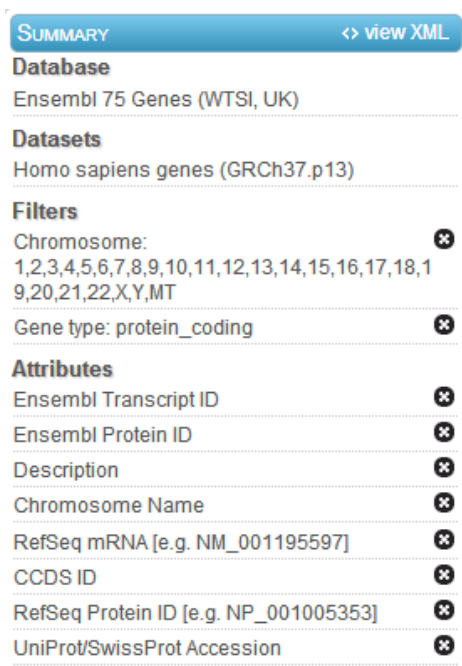 SUMMARY <> view XML
Database
Ensembl 75 Genes (WTSI, UK)
Datasets
Homo sapiens genes (GRCh37.p13)
Filters
Chromosome:
1,2,3,4,5,6,7,8,9,10,11,12,13,14,15,16,17,18,1
9,20,21,22,X,Y,MT
Gene type: protein_coding
Attributes
Ensembl Transcript ID
Ensembl Protein ID
Description
Chromosome Name
RefSeq mRNA [e.g. NM_001195597]
CCDS ID
RefSeq Protein ID [e.g. NP_001005353]
UniProt/SwissProt Accession